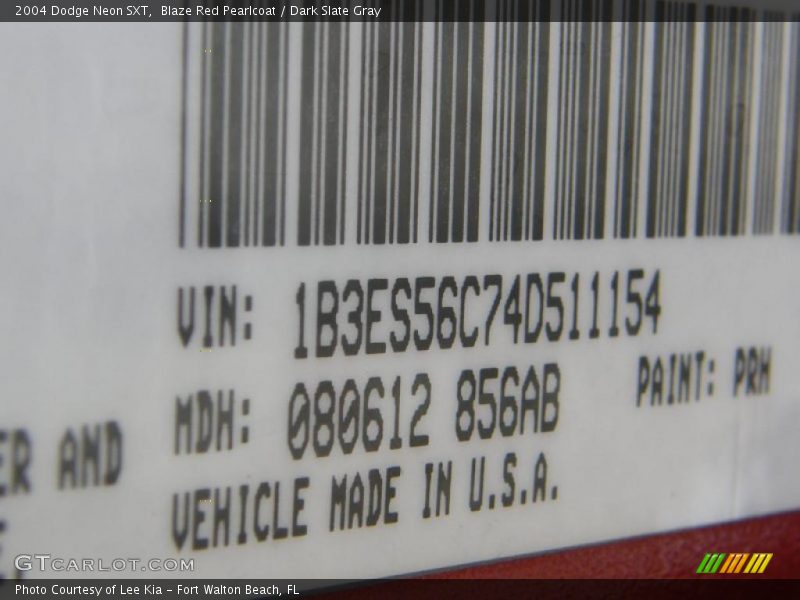 2004 Dodge Neon SXT, Blaze Red Pearlcoat / Dark Slate Gray
VIN: 1B3ES56C74D511154
MDH: 080612 856AB
PAINT: PRH
ER AND
VEHICLE MADE IN U.S.A.
GTCARLOT.COM
Photo Courtesy of Lee Kia – Fort Walton Beach, FL